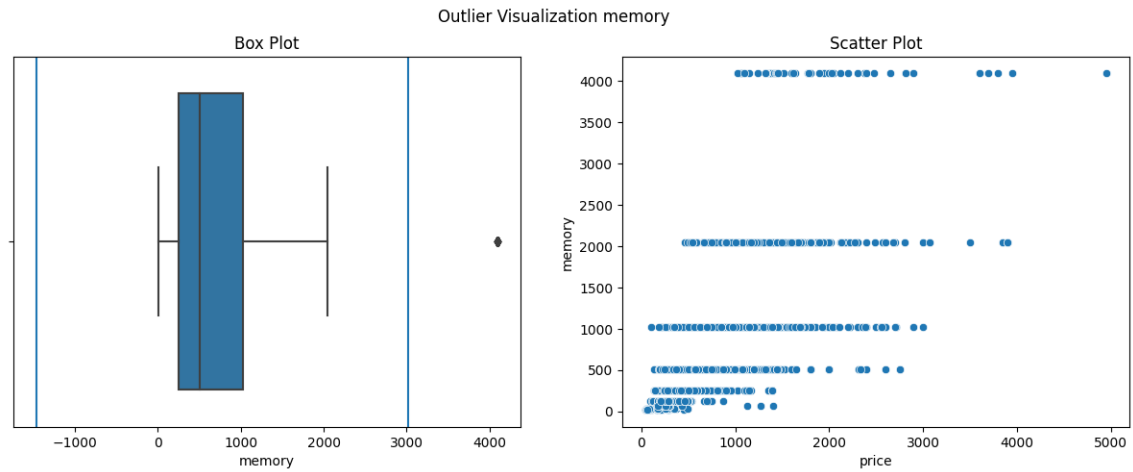 Outlier Visualization memory
Box Plot
−1000 0 1000 2000 3000 4000
memory
Scatter Plot
4000
3500
3000
2500
2000
1500
1000
500
0
memory
0 1000 2000 3000 4000 5000
price